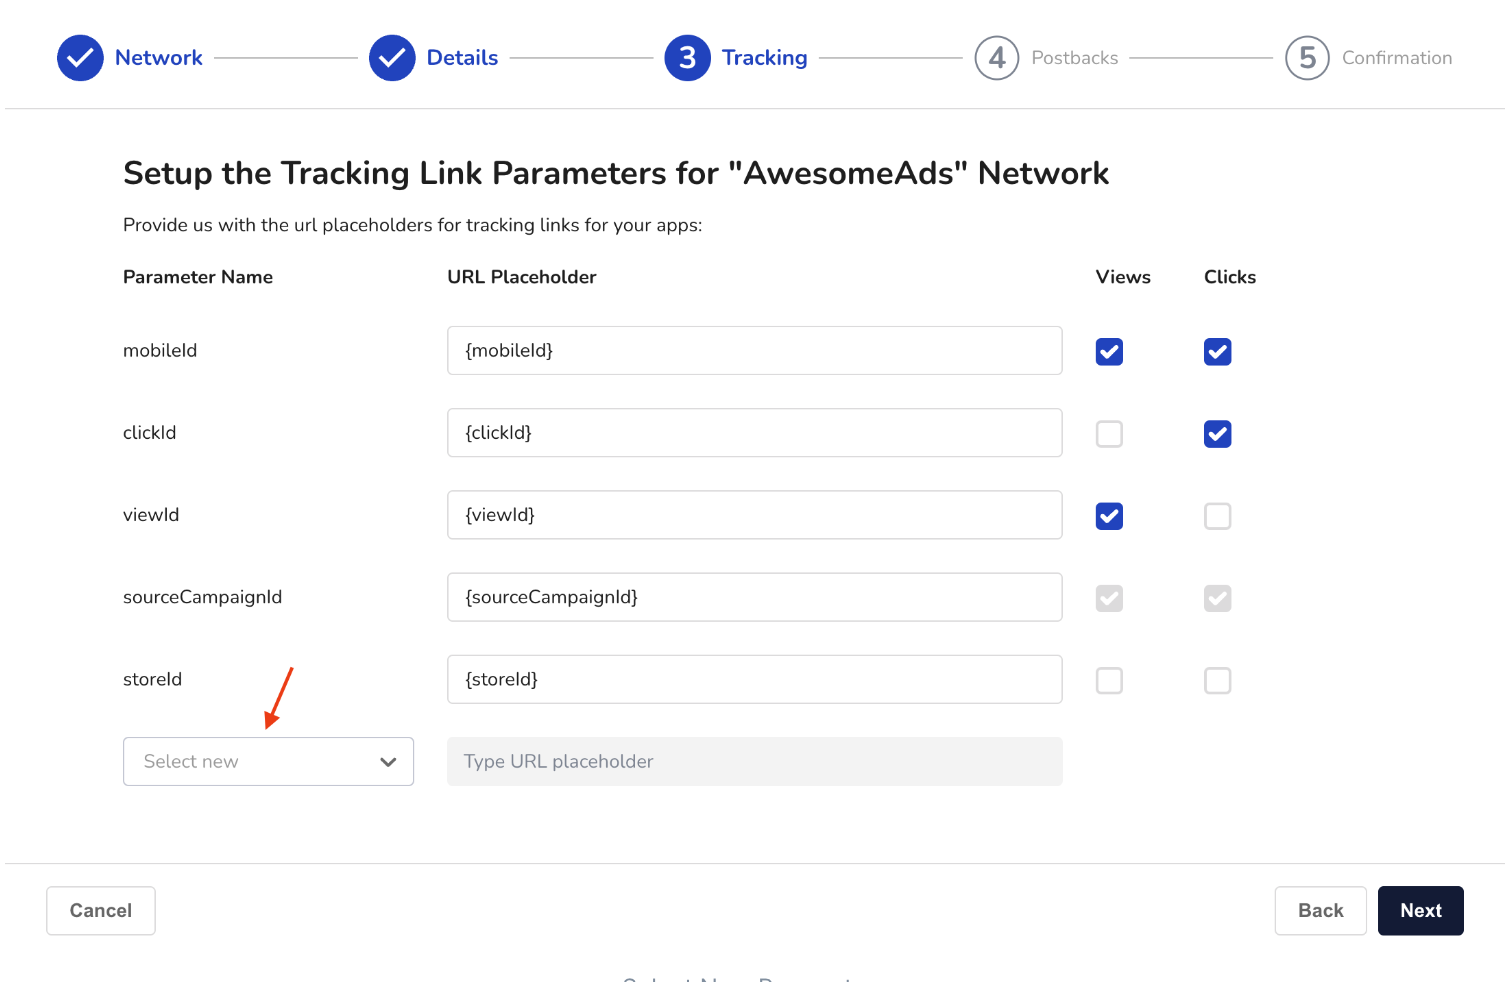 Network
Details
3 Tracking
4 Postbacks
5 Confirmation
Setup the Tracking Link Parameters for "AwesomeAds" Network
Provide us with the url placeholders for tracking links for your apps:
Parameter Name URL Placeholder Views Clicks
mobileId {mobileId}
clickId {clickId}
viewId {viewId}
sourceCampaignId {sourceCampaignId}
storeId {storeId}
Select new Type URL placeholder
Cancel Back Next